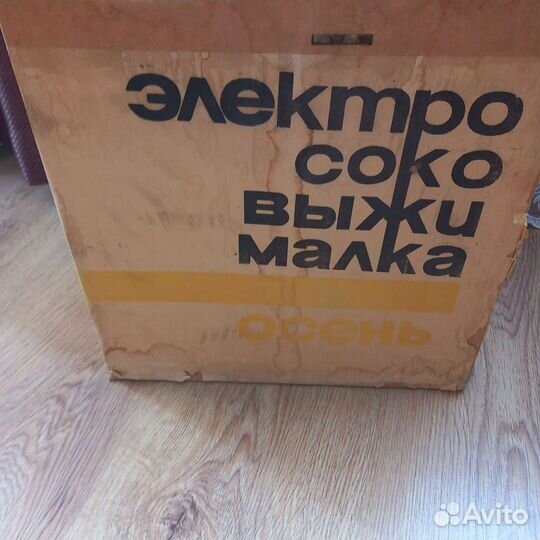 электро
соко
выжи
малка
осень
Avito